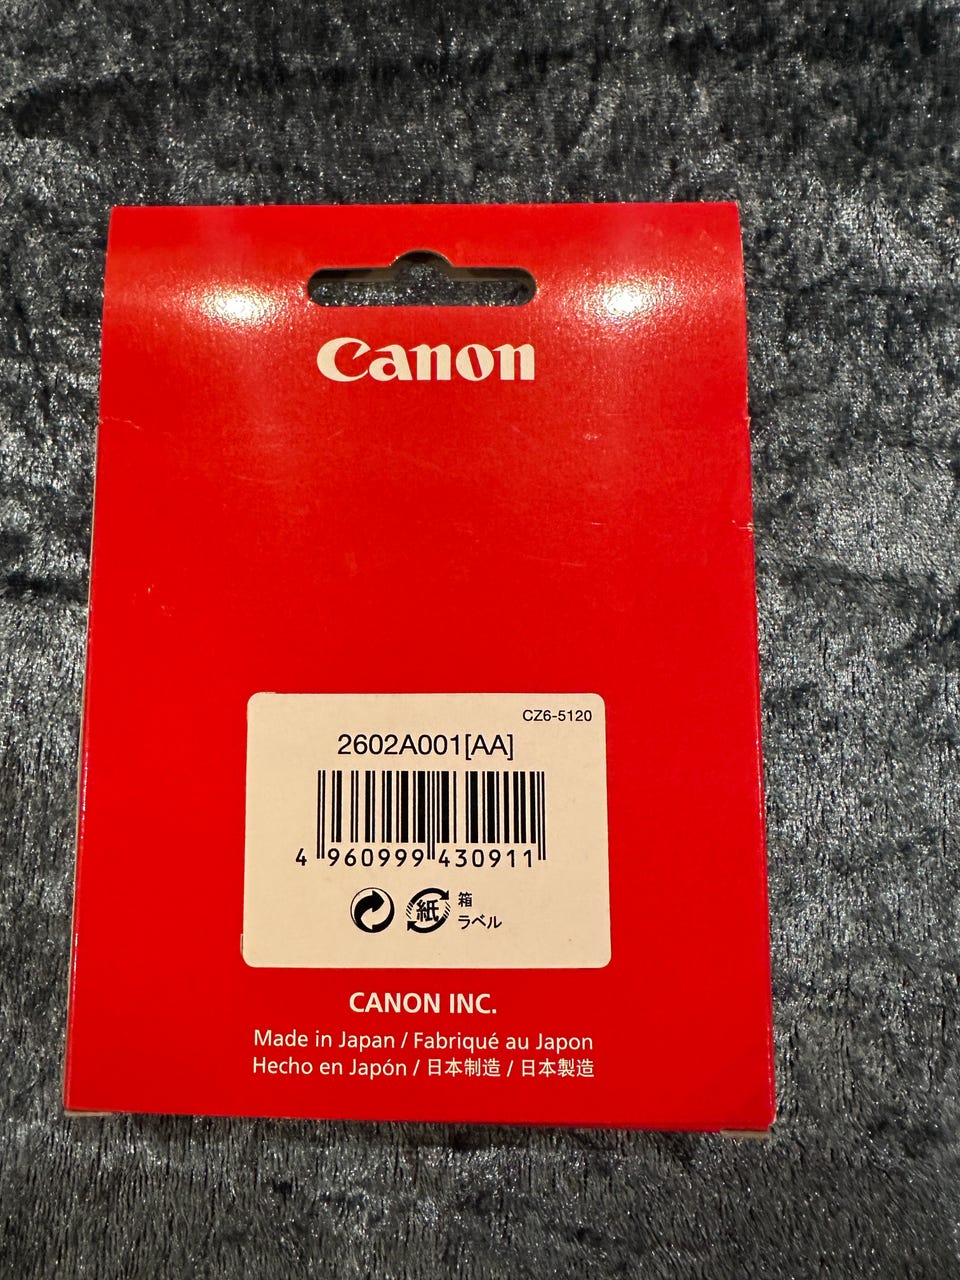 Canon
CZ6-5120
2602A001[AA]
4 960999 430911
紙
箱
ラベル
CANON INC.
Made in Japan / Fabriqué au Japon
Hecho en Japón / 日本制造 / 日本製造